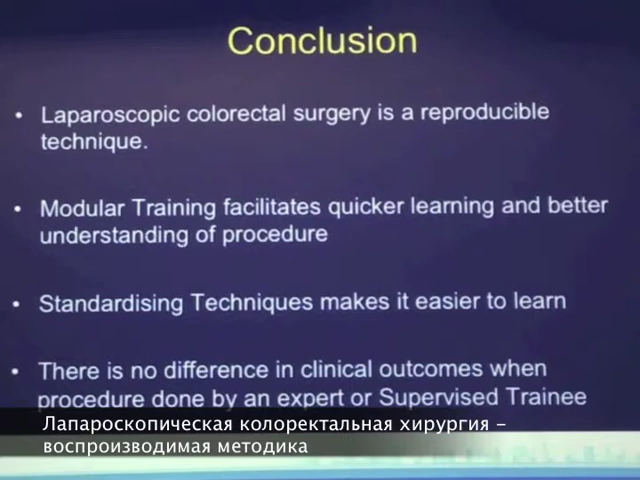 Conclusion
• Laparoscopic colorectal surgery is a reproducible
technique.
• Modular Training facilitates quicker learning and better
understanding of procedure
• Standardising Techniques makes it easier to learn
• There is no difference in clinical outcomes when
procedure done by an expert or Supervised Trainee
Лапароскопическая колоректальная хирургия –
воспроизводимая методика